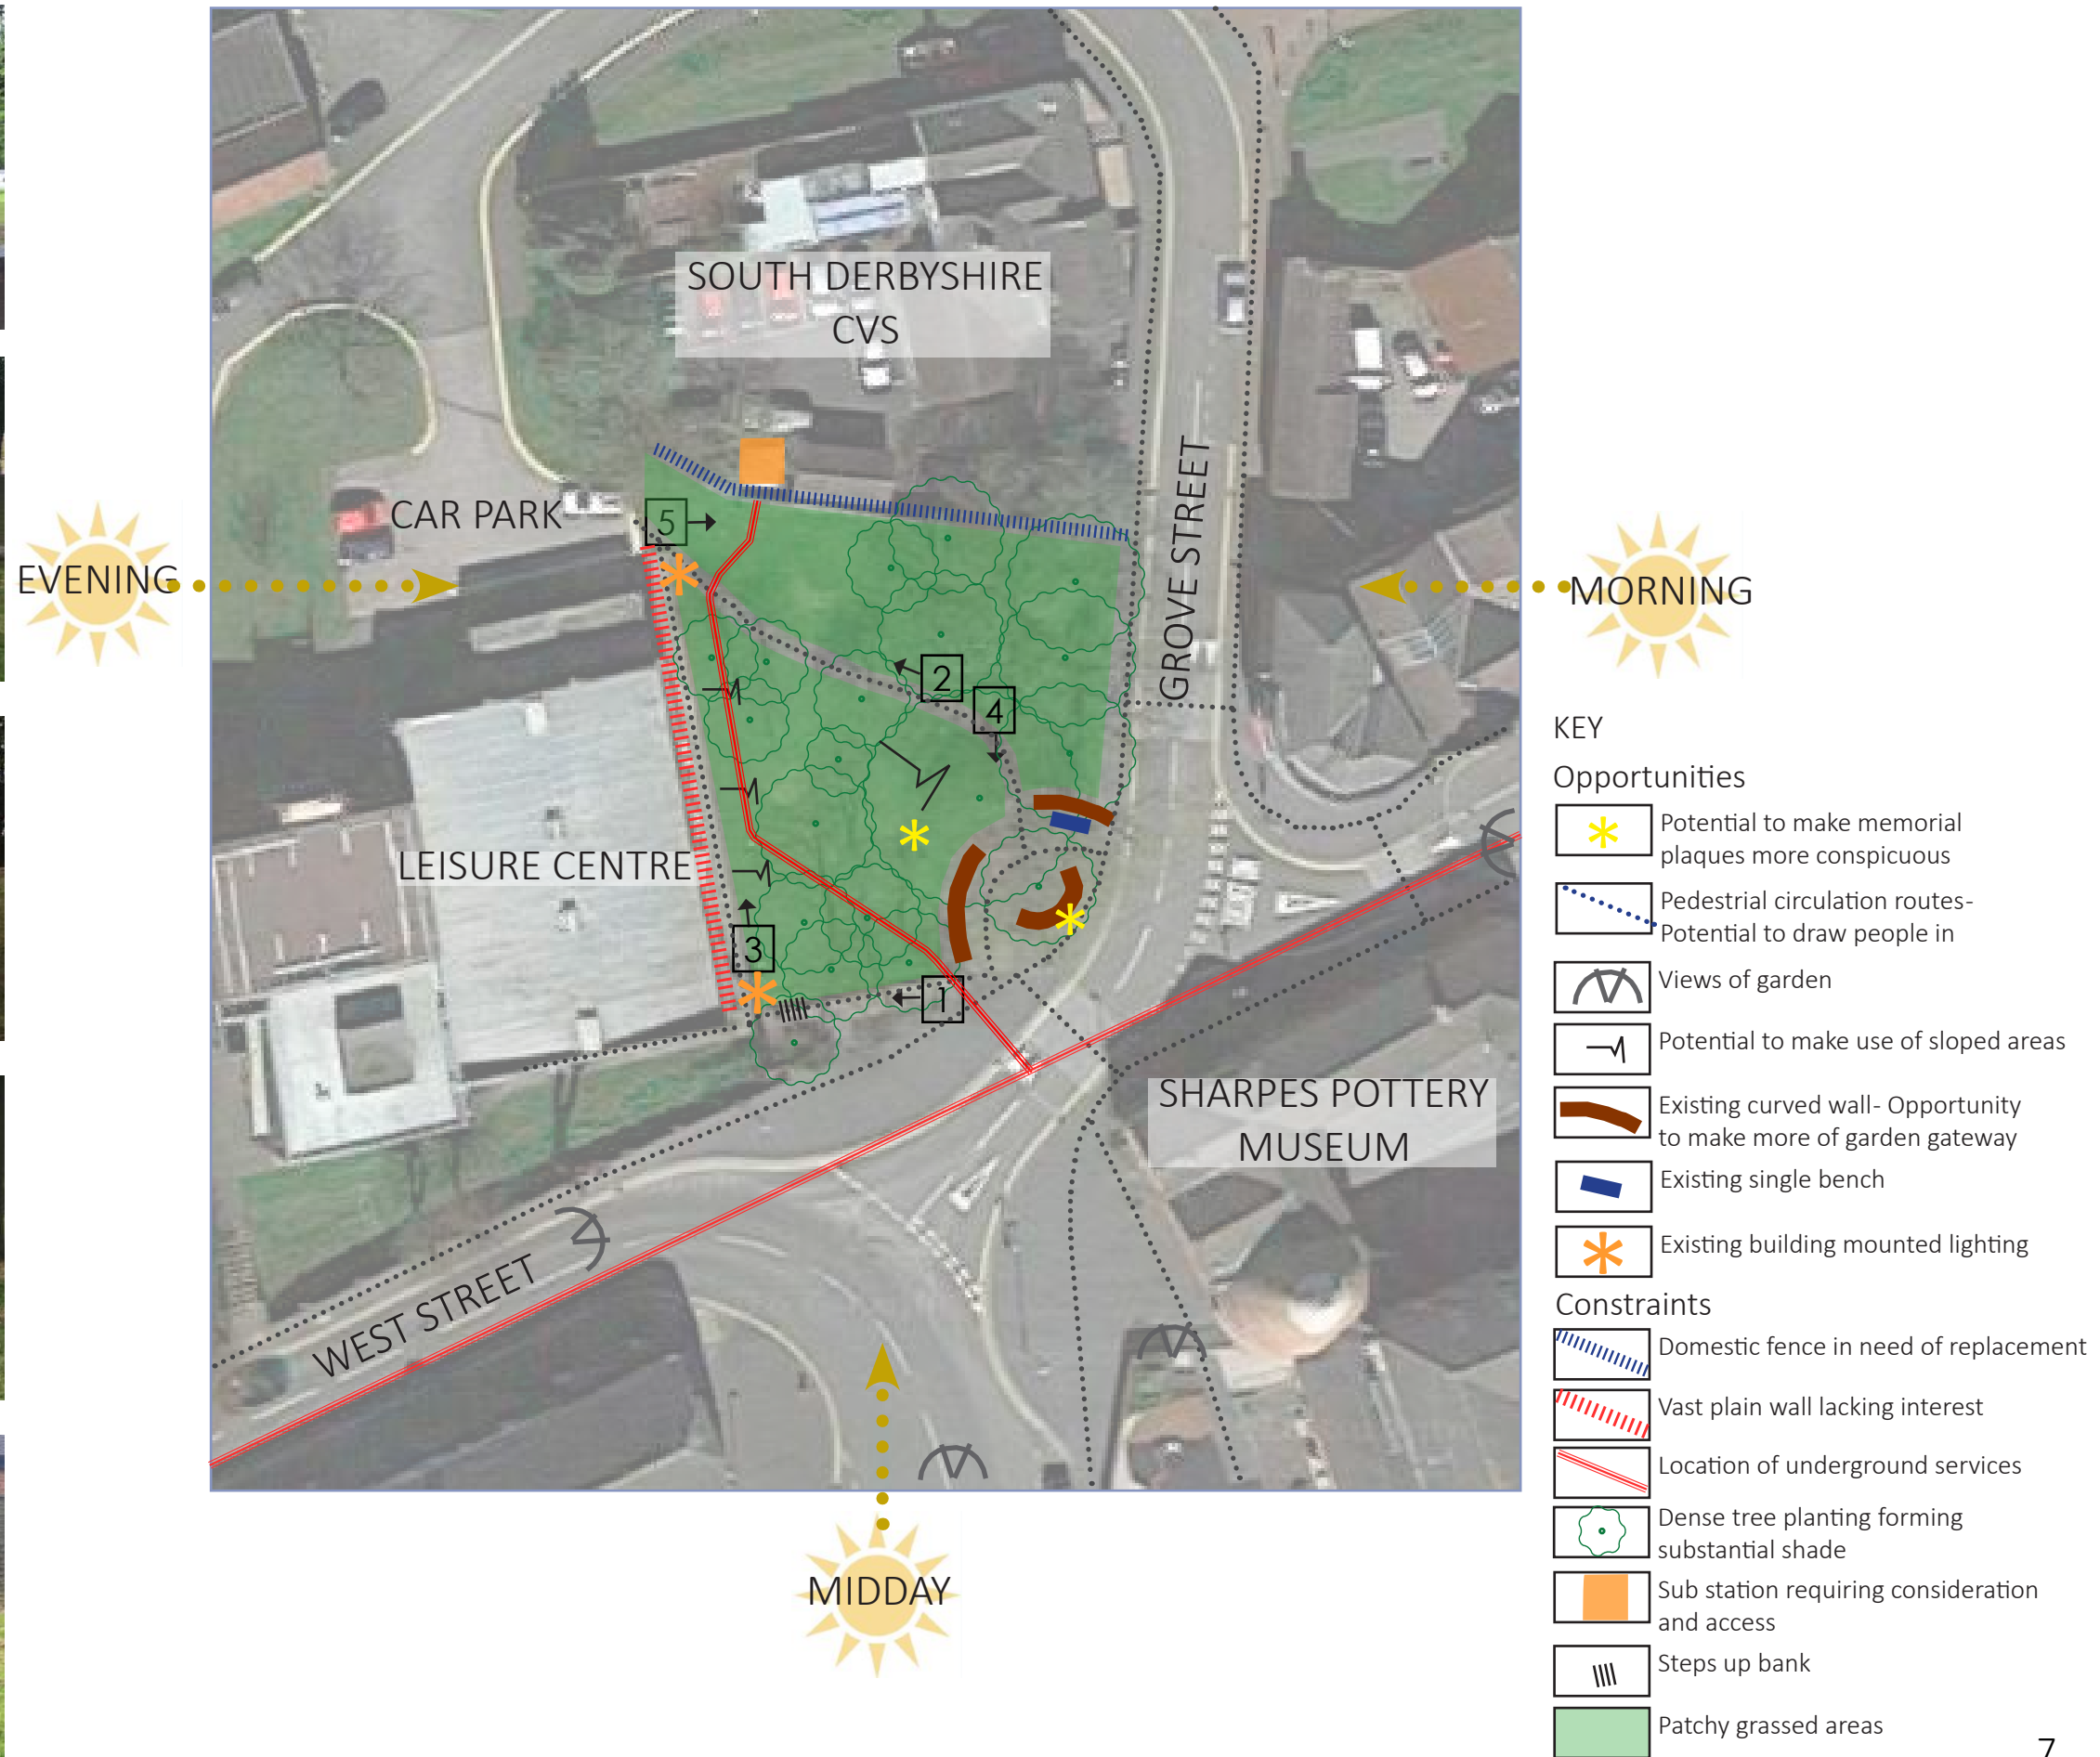 SOUTH DERBYSHIRE
CVS
CAR PARK
5
EVENING
MORNING
GROVE STREET
2
4
LEISURE CENTRE
3
1
SHARPES POTTERY
MUSEUM
WEST STREET
MIDDAY
KEY
Opportunities
Potential to make memorial
plaques more conspicuous
Pedestrial circulation routes-
Potential to draw people in
Views of garden
Potential to make use of sloped areas
Existing curved wall- Opportunity
to make more of garden gateway
Existing single bench
Existing building mounted lighting
Constraints
Domestic fence in need of replacement
Vast plain wall lacking interest
Location of underground services
Dense tree planting forming
substantial shade
Sub station requiring consideration
and access
Steps up bank
Patchy grassed areas
7